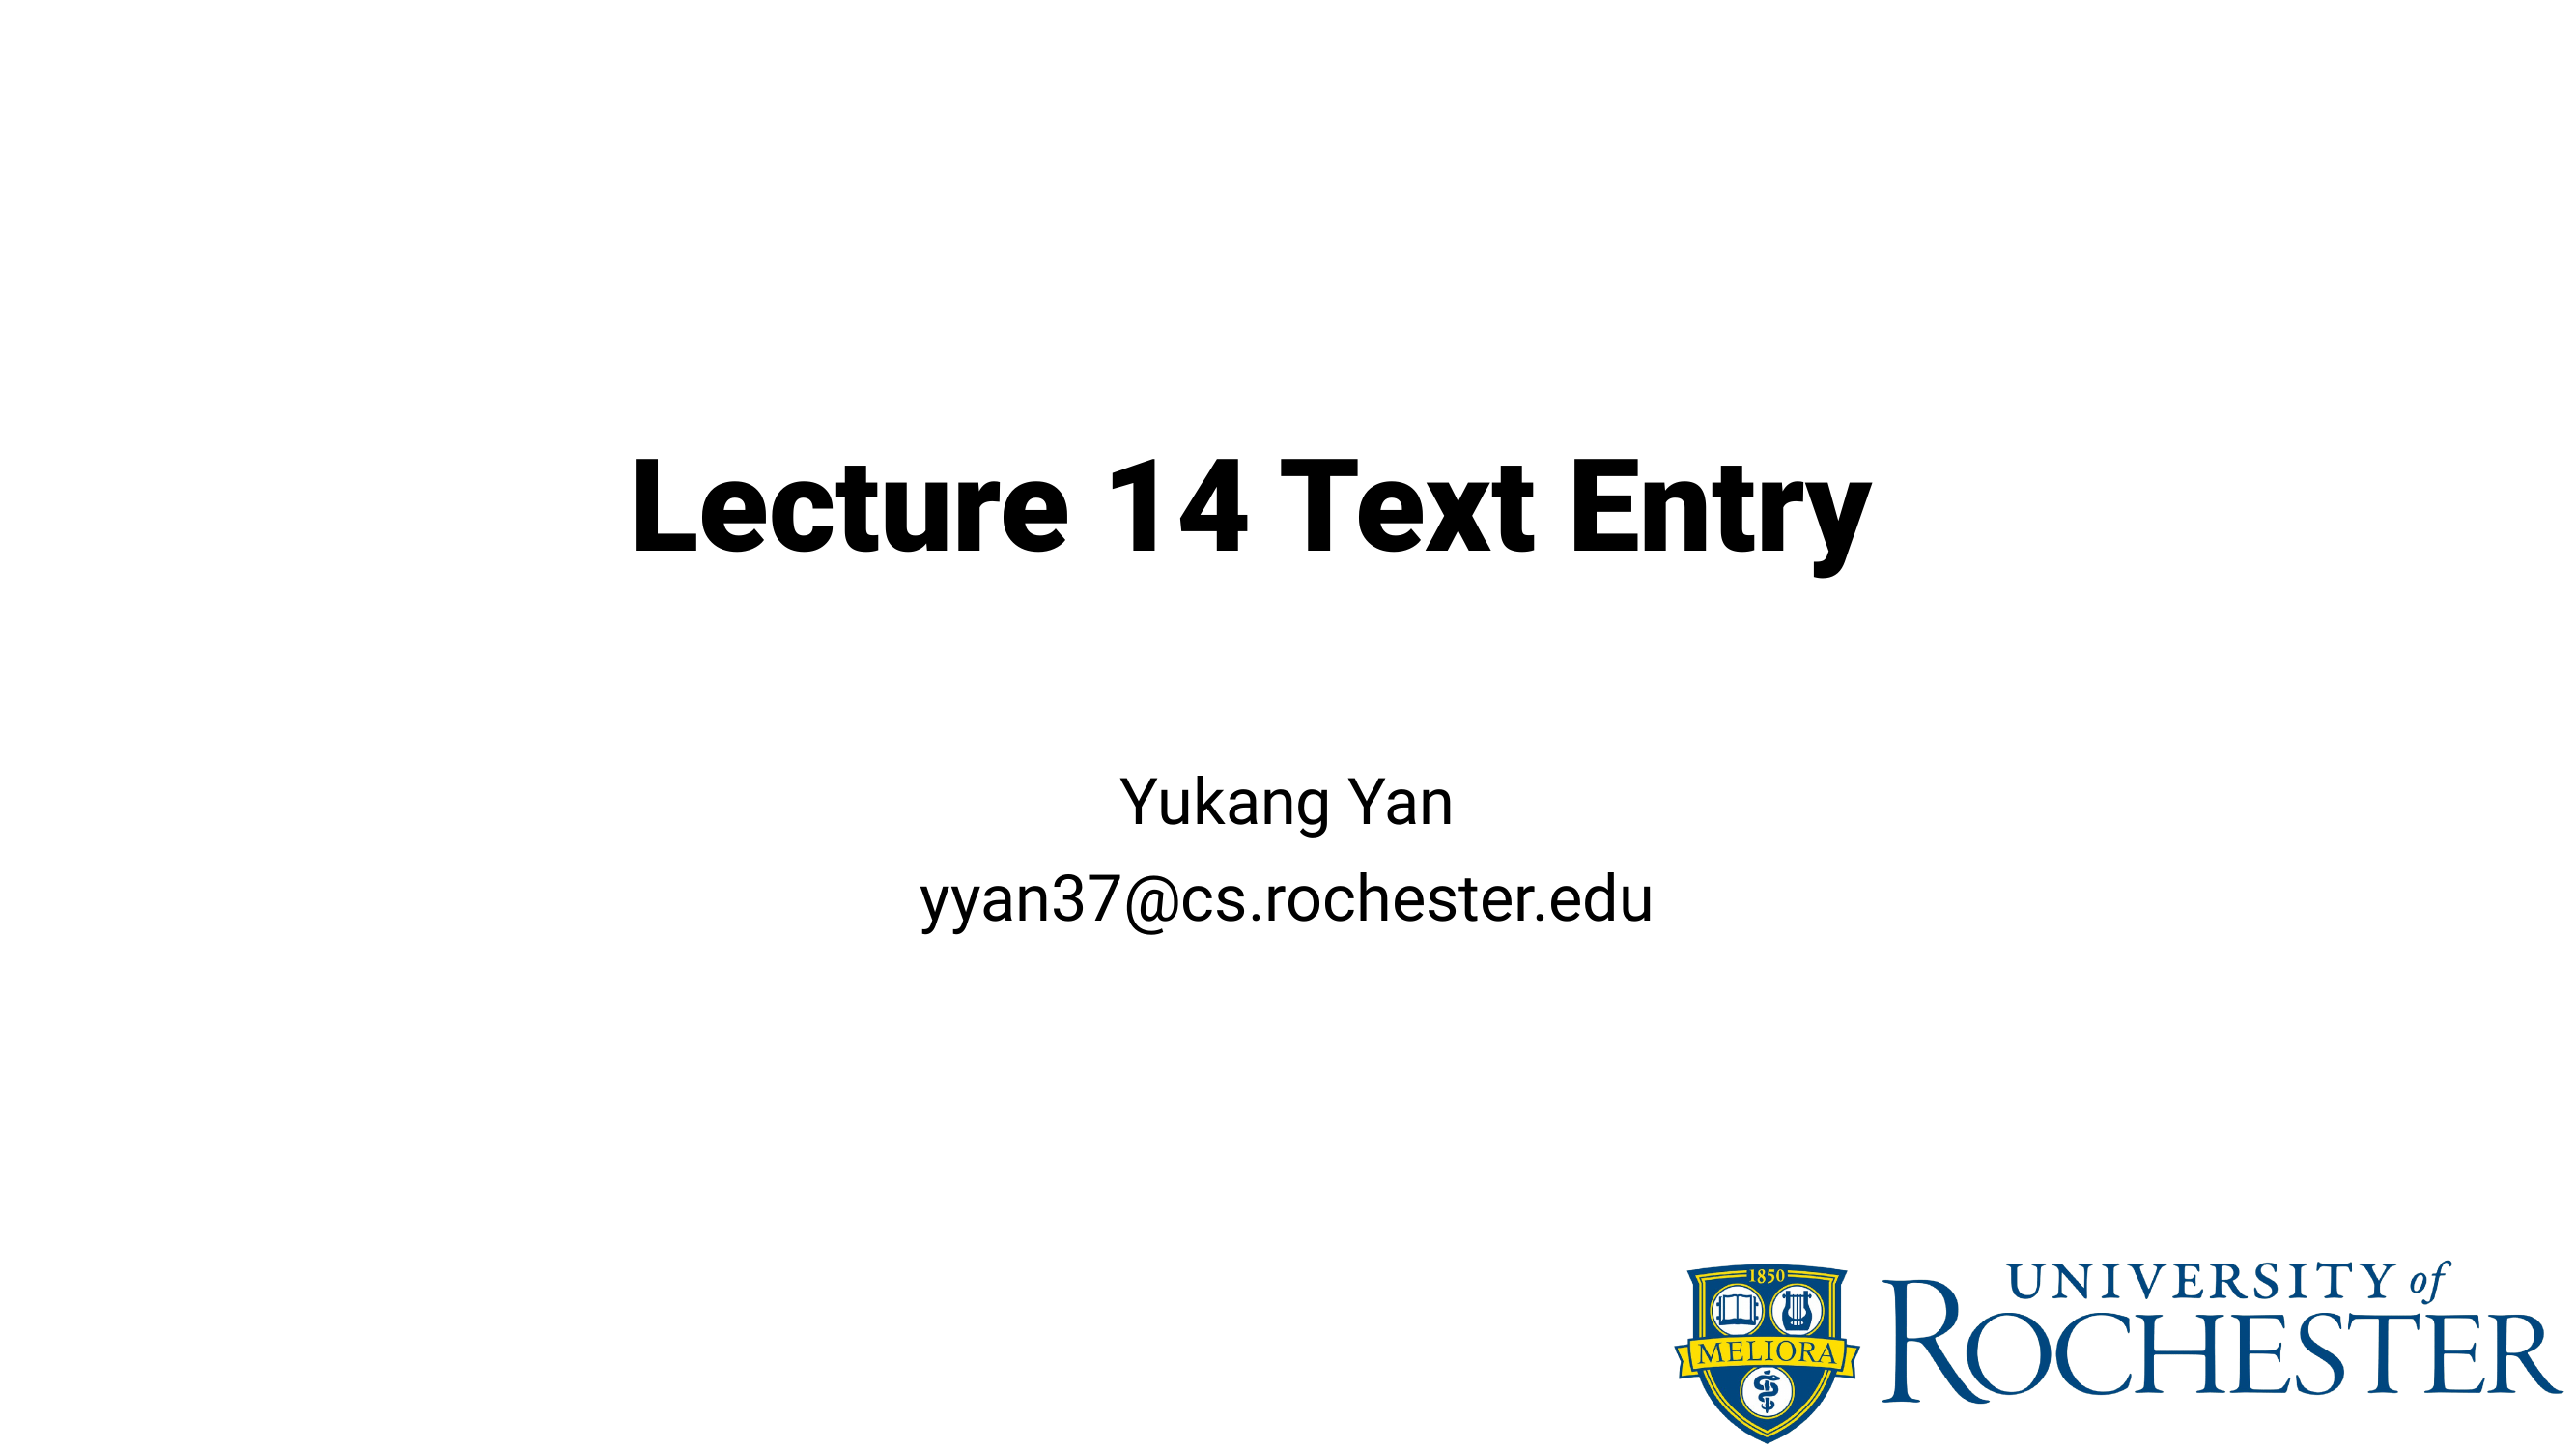 Lecture 14 Text Entry
Yukang Yan
yyan37@cs.rochester.edu
1850
MELIORA
UNIVERSITY of
ROCHESTER